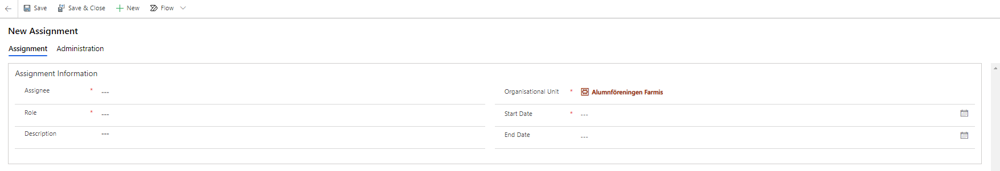 Save Save & Close New Flow
New Assignment
Assignment Administration
Assignment Information
Assignee * ---
Organisational Unit * Alumnföreningen Farmis
Role * ---
Start Date * ---
Description ---
End Date ---